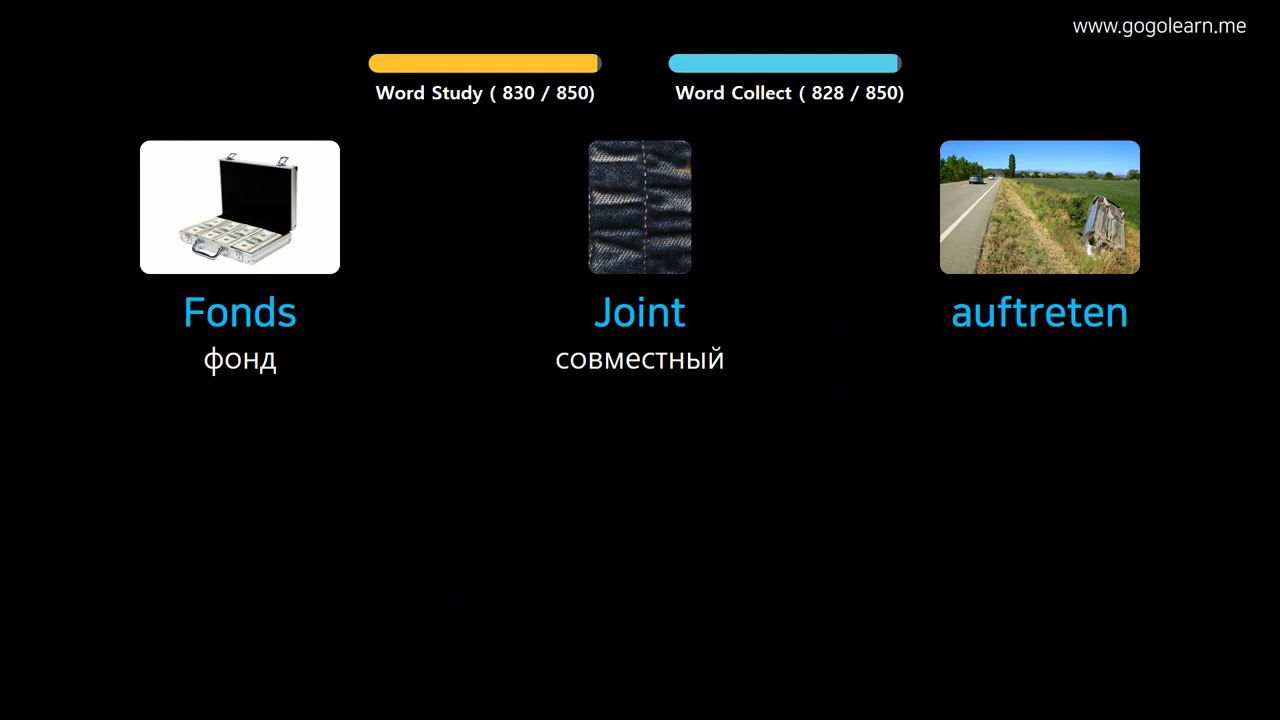 www.gogolearn.me
Word Study ( 830 / 850)
Word Collect ( 828 / 850)
Fonds
фонд
Joint
совместный
auftreten